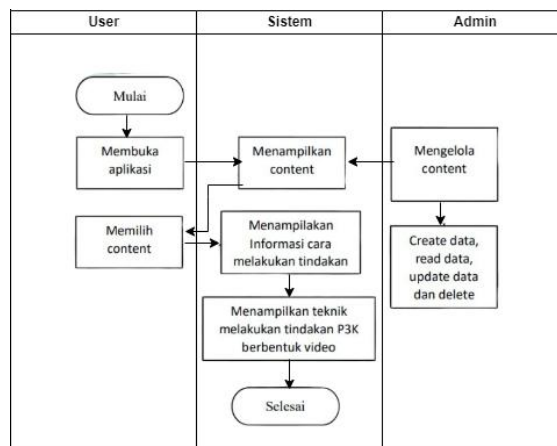 User
Sistem
Admin
Mulai
Membuka
aplikasi
Menampilkan
content
Mengelola
content
Memilih
content
Menampilakan
Informasi cara
melakukan tindakan
Create data,
read data,
update data
dan delete
Menampilkan teknik
melakukan tindakan P3K
berbentuk video
Selesai